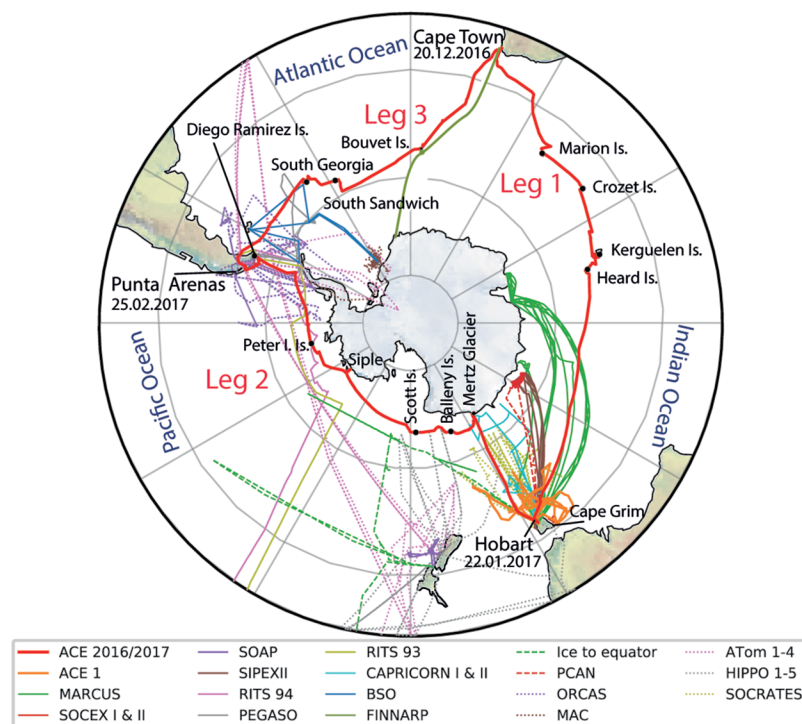 Cape Town
20.12.2016
Atlantic Ocean
Leg 3
Diego Ramirez Is.
Bouvet Is.
Marion Is.
South Georgia
Leg 1
Crozet Is.
South Sandwich
Kerguelen Is.
Heard Is.
Punta Arenas
25.02.2017
Pacific Ocean
Indian Ocean
Peter I. Is.
Siple
Leg 2
Scott Is.
Balleny Is.
Mertz Glacier
Cape Grim
Hobart
22.01.2017
ACE 2016/2017
ACE 1
MARCUS
SOCEX I & II
SOAP
SIPEXII
RITS 94
PEGASO
RITS 93
CAPRICORN I & II
BSO
FINNARP
Ice to equator
PCAN
ORCAS
MAC
ATom 1-4
HIPPO 1-5
SOCRATES